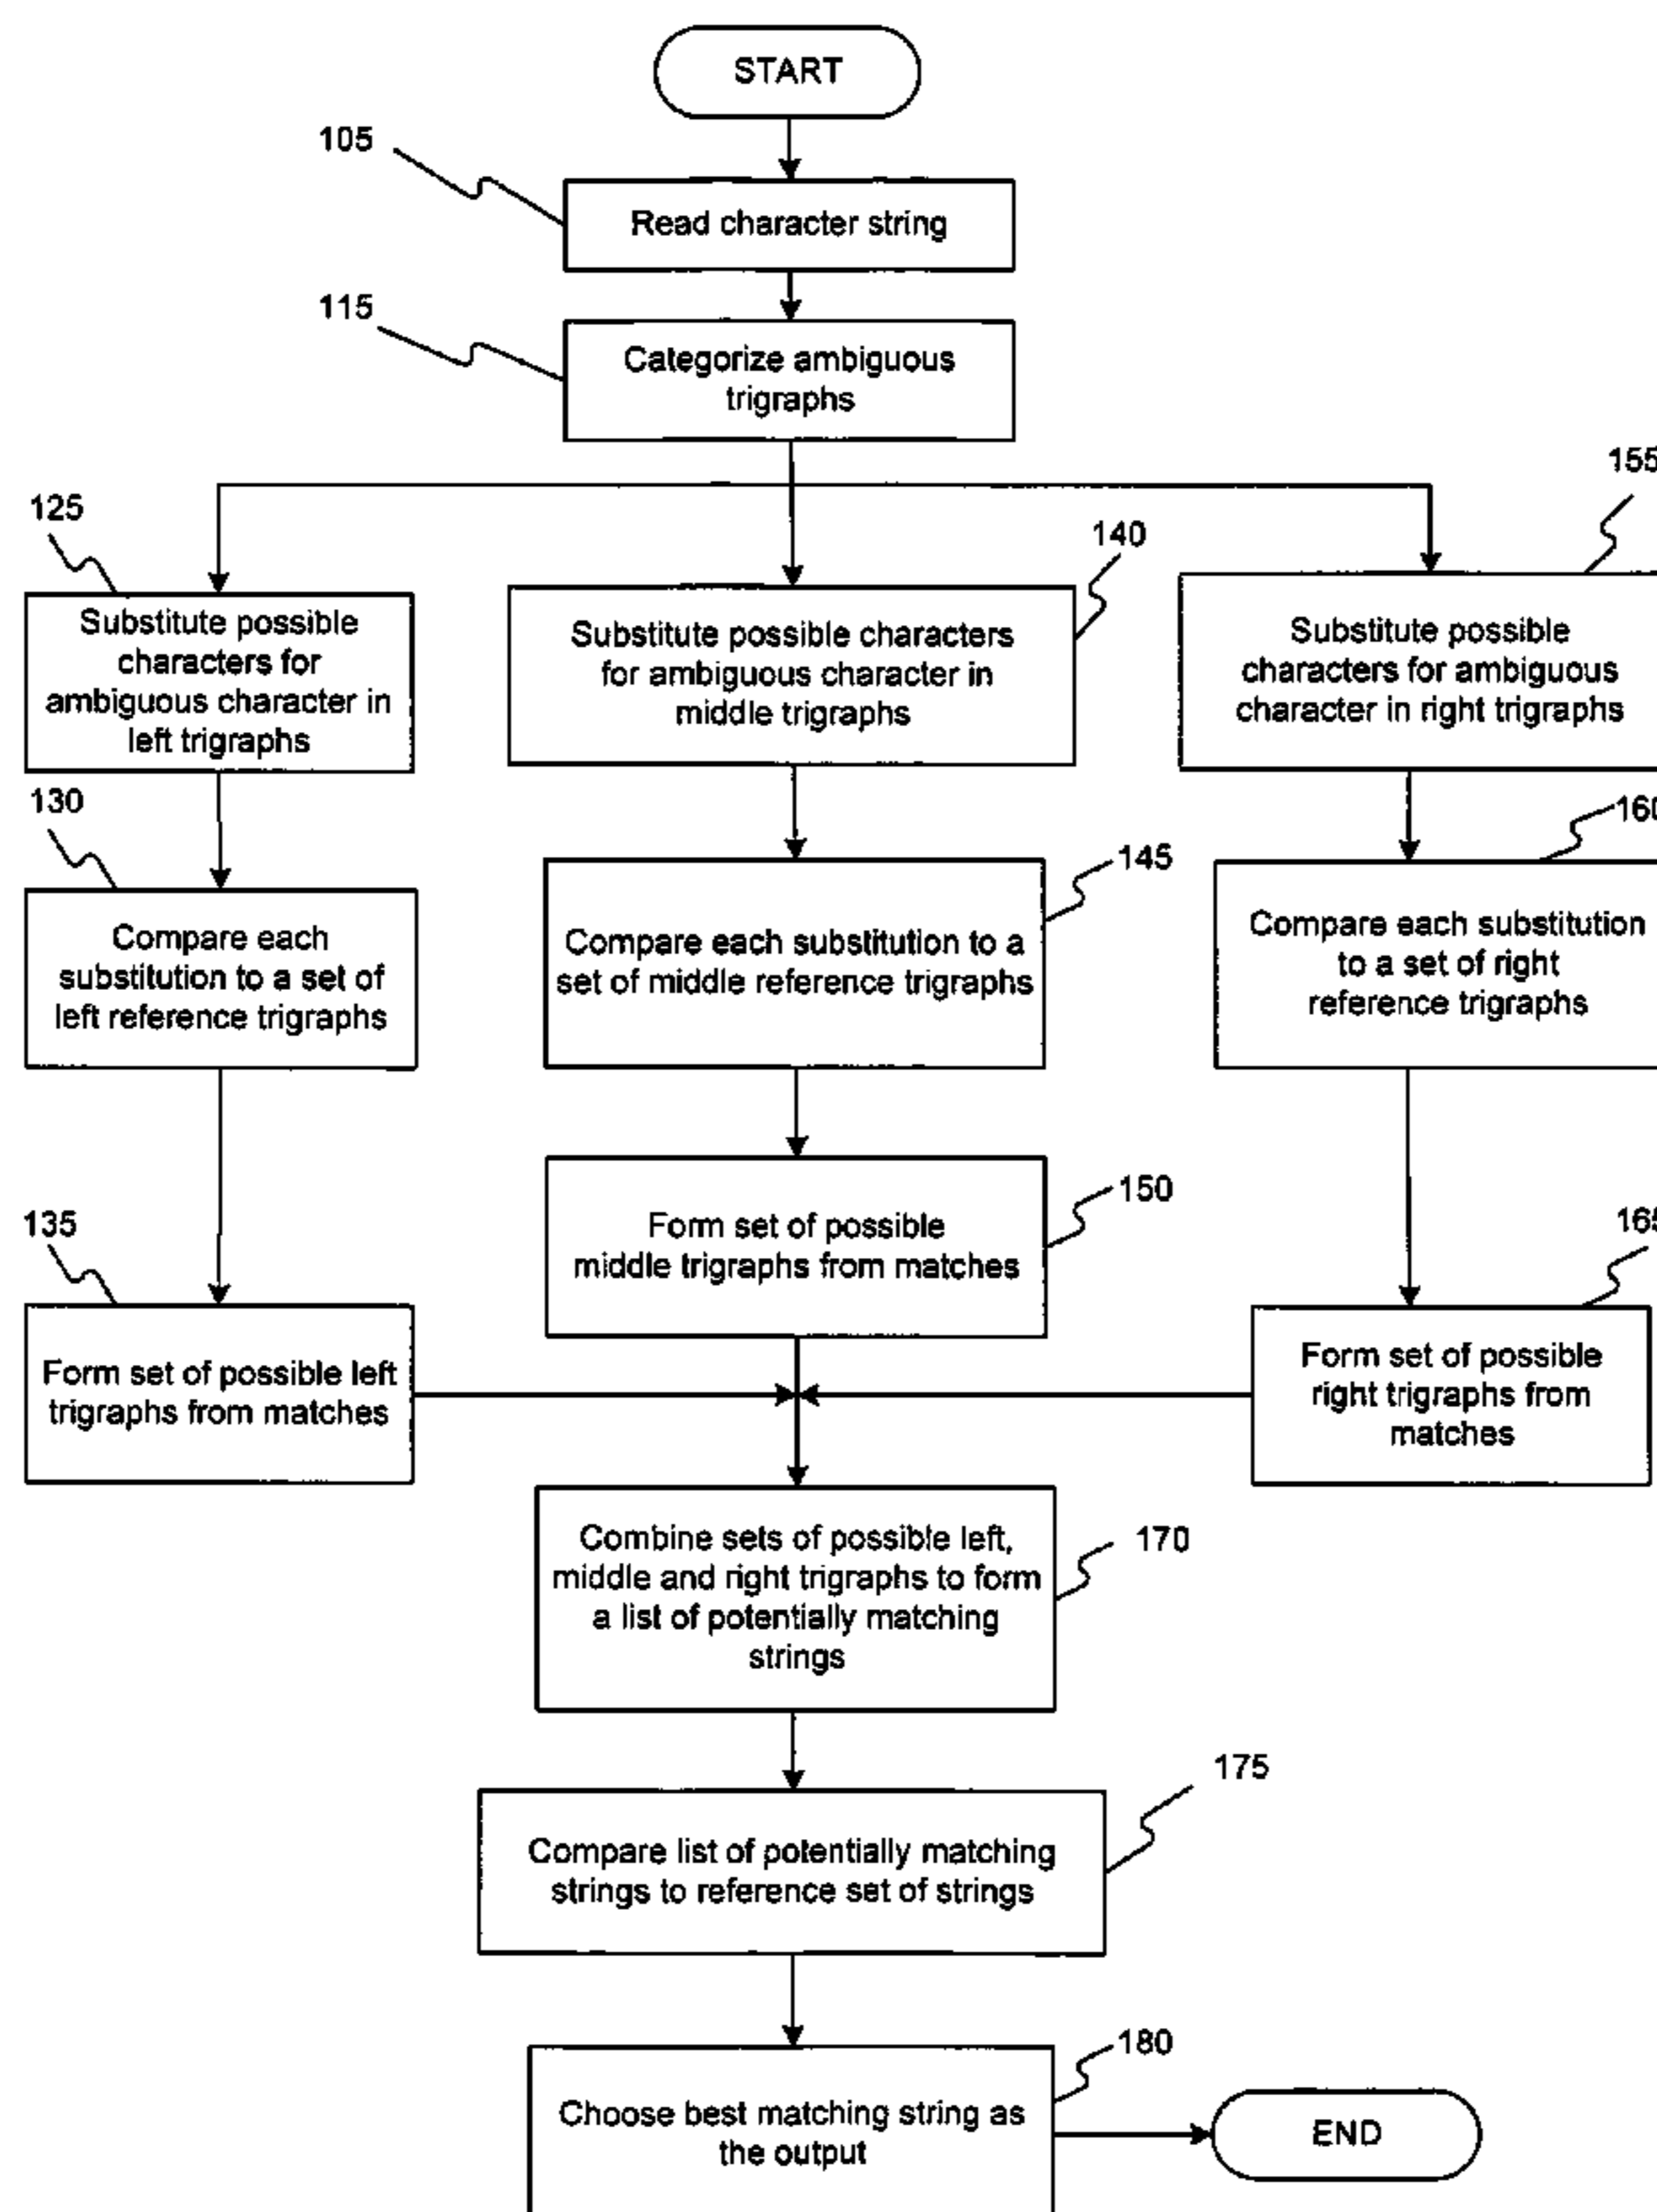 START
105
Read character string
115
Categorize ambiguous
trigraphs
155
125
140
Substitute possible
characters for
ambiguous character in
left trigraphs
Substitute possible characters
for ambiguous character in
middle trigraphs
Substitute possible
characters for ambiguous
character in right trigraphs
130
145
160
Compare each
substitution to a set of
left reference trigraphs
Compare each substitution to a
set of middle reference trigraphs
Compare each substitution
to a set of right
reference trigraphs
135
150
165
Form set of possible left
trigraphs from matches
Form set of possible
middle trigraphs from matches
Form set of possible
right trigraphs from
matches
Combine sets of possible left,
middle and right trigraphs to form
a list of potentially matching
strings
170
175
Compare list of potentially matching
strings to reference set of strings
180
Choose best matching string as
the output
END